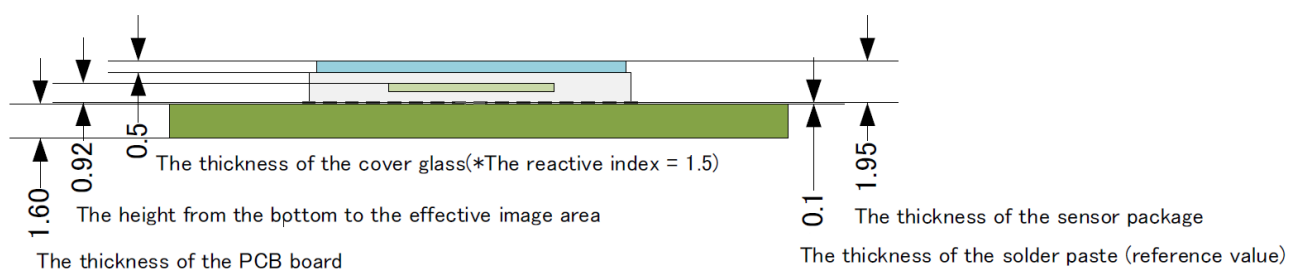 0.5
The thickness of the cover glass(*The reactive index = 1.5)
0.92
1.95
The height from the bottom to the effective image area
1.60
0.1
The thickness of the sensor package
The thickness of the PCB board
The thickness of the solder paste (reference value)